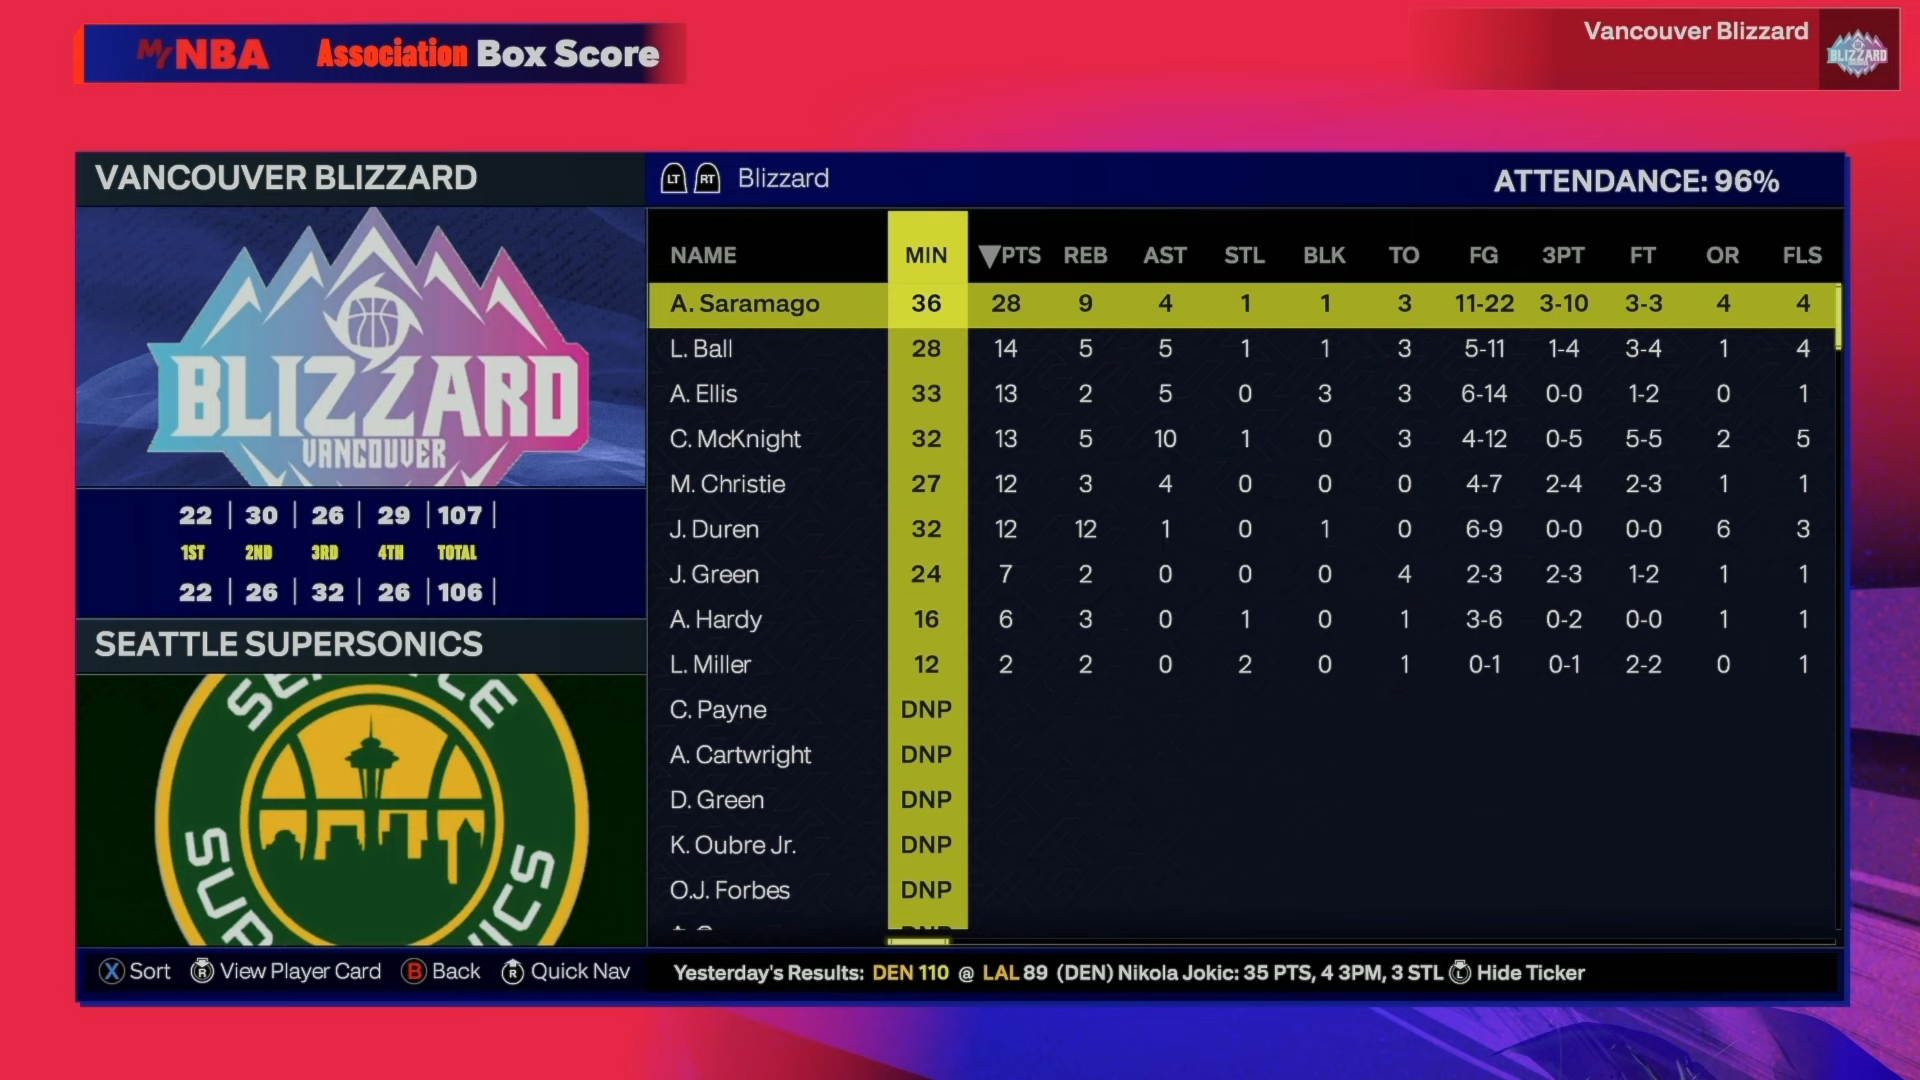 MyNBA Association Box Score
Vancouver Blizzard
BLIZZARD
VANCOUVER BLIZZARD
LT RT Blizzard
ATTENDANCE: 96%
BLIZZARD
VANCOUVER
22 30 26 29 107
1ST 2ND 3RD 4TH TOTAL
22 26 32 26 106
SEATTLE SUPERSONICS
NAME MIN PTS REB AST STL BLK TO FG 3PT FT OR FLS
A. Saramago 36 28 9 4 1 1 3 11-22 3-10 3-3 4 4
L. Ball 28 14 5 5 1 1 3 5-11 1-4 3-4 1 4
A. Ellis 33 13 2 5 0 3 3 6-14 0-0 1-2 0 1
C. McKnight 32 13 5 10 1 0 3 4-12 0-5 5-5 2 5
M. Christie 27 12 3 4 0 0 0 4-7 2-4 2-3 1 1
J. Duren 32 12 12 1 0 1 0 6-9 0-0 0-0 6 3
J. Green 24 7 2 0 0 0 4 2-3 2-3 1-2 1 1
A. Hardy 16 6 3 0 1 0 1 3-6 0-2 0-0 1 1
L. Miller 12 2 2 0 2 0 1 0-1 0-1 2-2 0 1
C. Payne DNP
A. Cartwright DNP
D. Green DNP
K. Oubre Jr. DNP
O.J. Forbes DNP
DNP
X Sort R View Player Card B Back R Quick Nav
Yesterday's Results: DEN 110 @ LAL 89 (DEN) Nikola Jokic: 35 PTS, 4 3PM, 3 STL L Hide Ticker